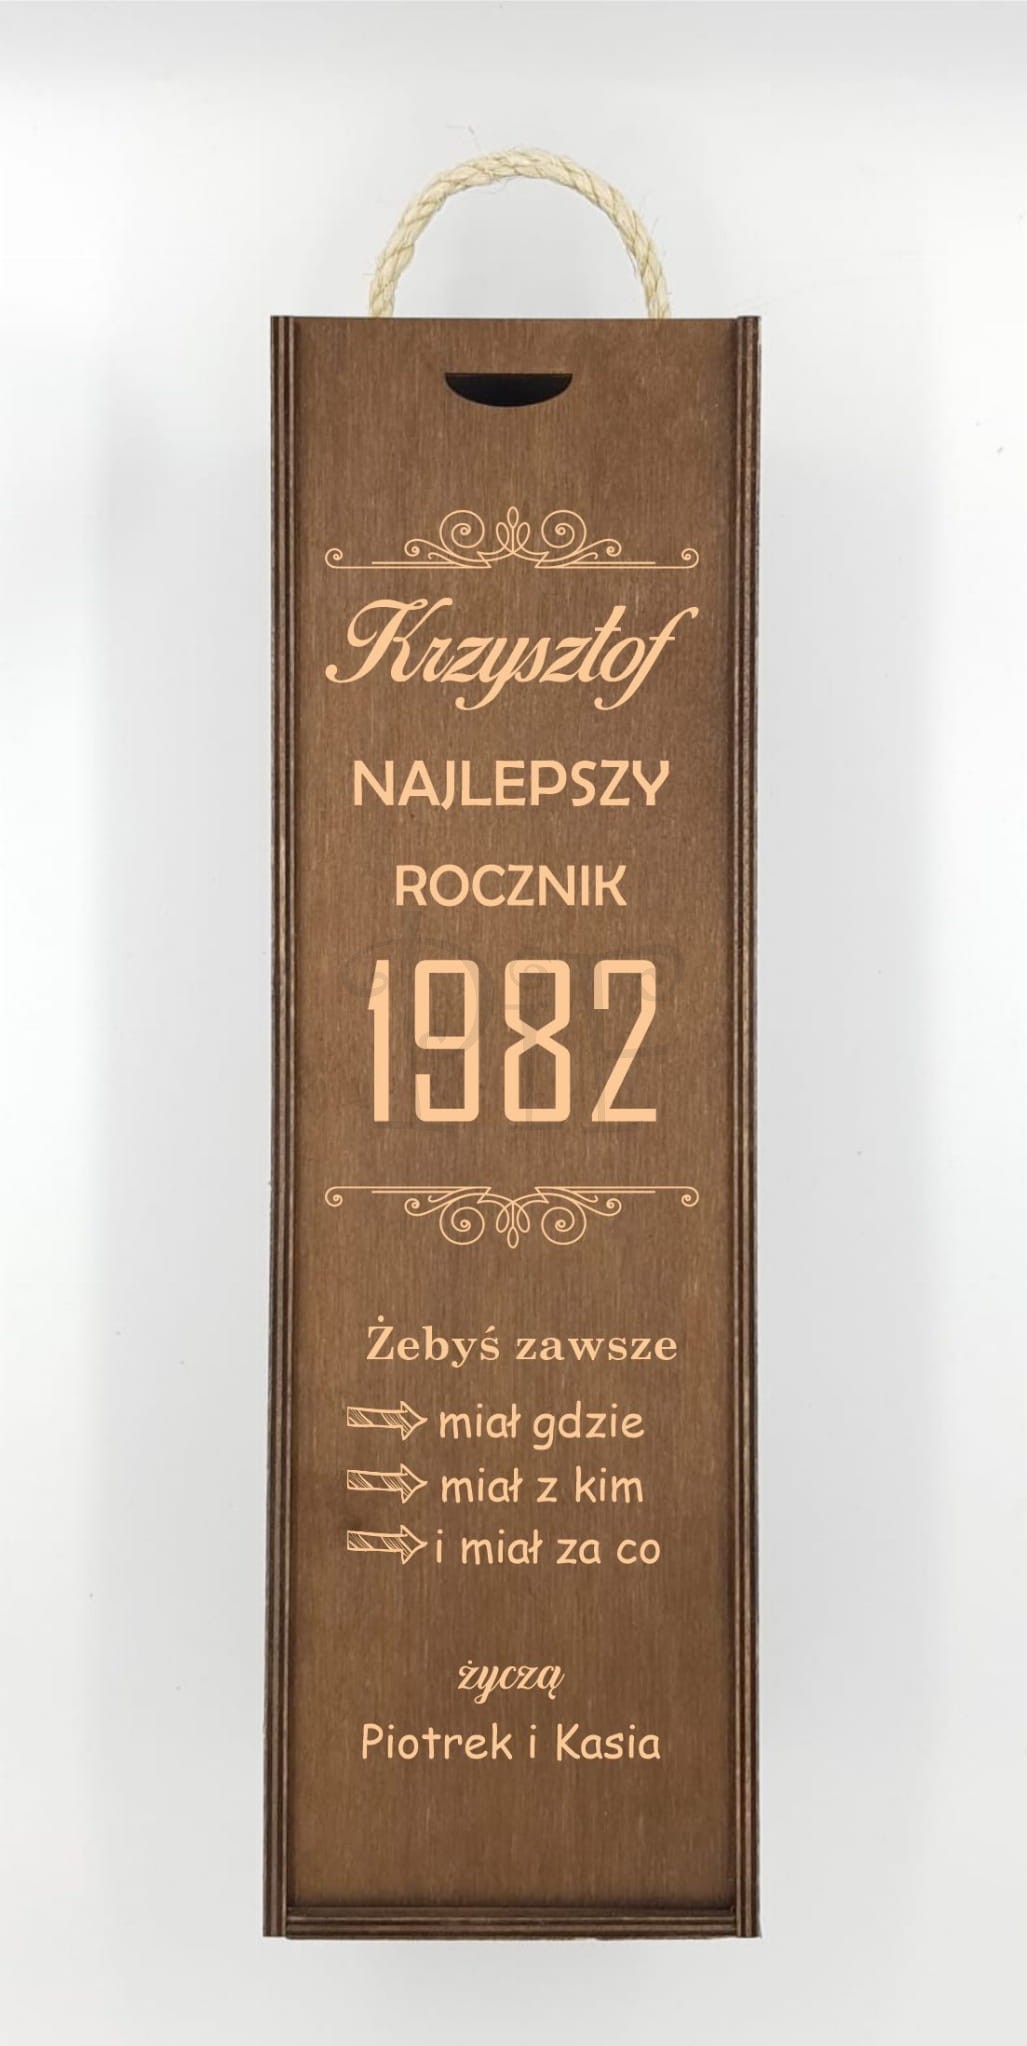 Krzysztof
NAJLEPSZY
ROCZNIK
1982
Żebyś zawsze
miał gdzie
miał z kim
i miał za co
życzą
Piotrek i Kasia